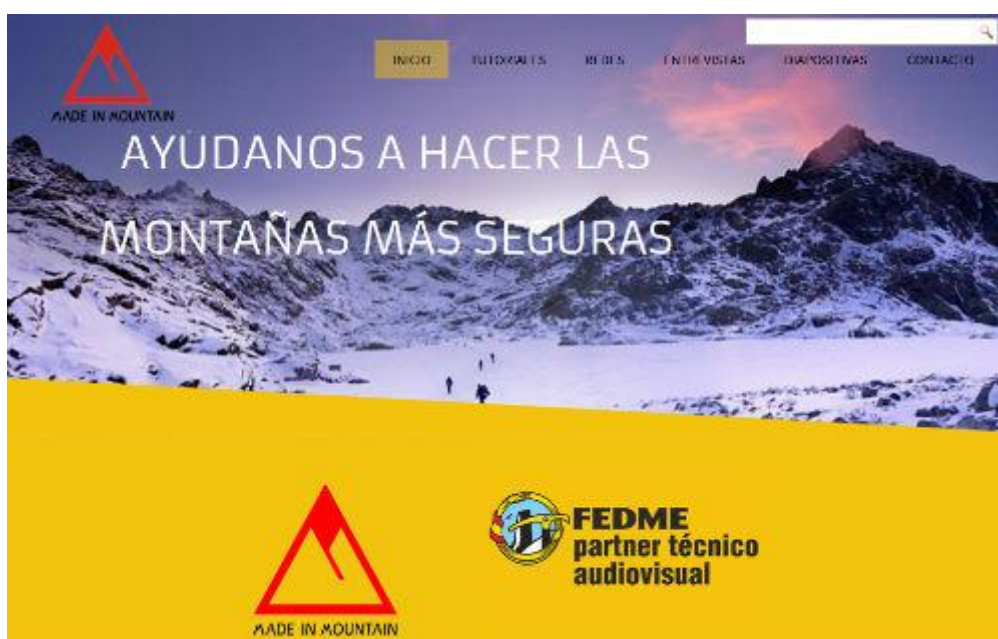 MADE IN MOUNTAIN
INICIO TUTORIALES REDES ENTREVISTAS DIAPOSITIVAS CONTACTO
AYÚDANOS A HACER LAS
MONTAÑAS MÁS SEGURAS
MADE IN MOUNTAIN
FEDME
partner técnico
audiovisual